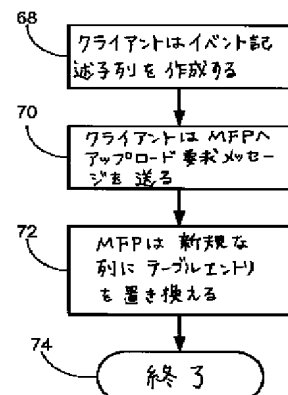 68
クライアントはイベント記
述子列を作成する
70
クライアントは MFPへ
アップロード要求メッセー
ジを送る
72
MFPは新規な
列にテーブルエントリ
を置き換える
74
終了